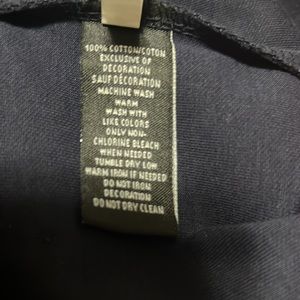 100% COTTON/COTON
EXCLUSIVE OF
DECORATION
SAUF DÉCORATION
MACHINE WASH
WARM
WASH WITH
LIKE COLORS
ONLY NON-
CHLORINE BLEACH
WHEN NEEDED
TUMBLE DRY LOW
WARM IRON IF NEEDED
DO NOT IRON
DECORATION
DO NOT DRY CLEAN